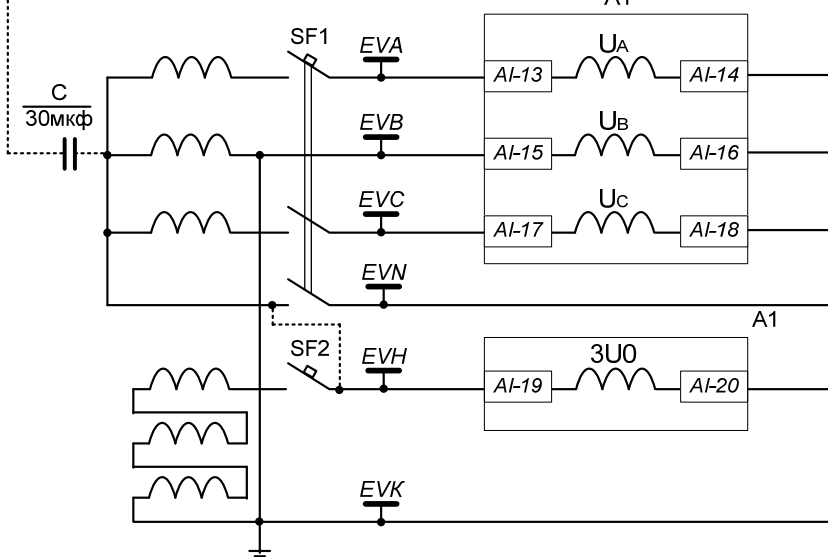 A1
SF1
EVA
UA
AI-13
AI-14
C
30мкф
EVB
UB
AI-15
AI-16
EVC
UC
AI-17
AI-18
EVN
A1
SF2
EVH
3U0
AI-19
AI-20
EVK